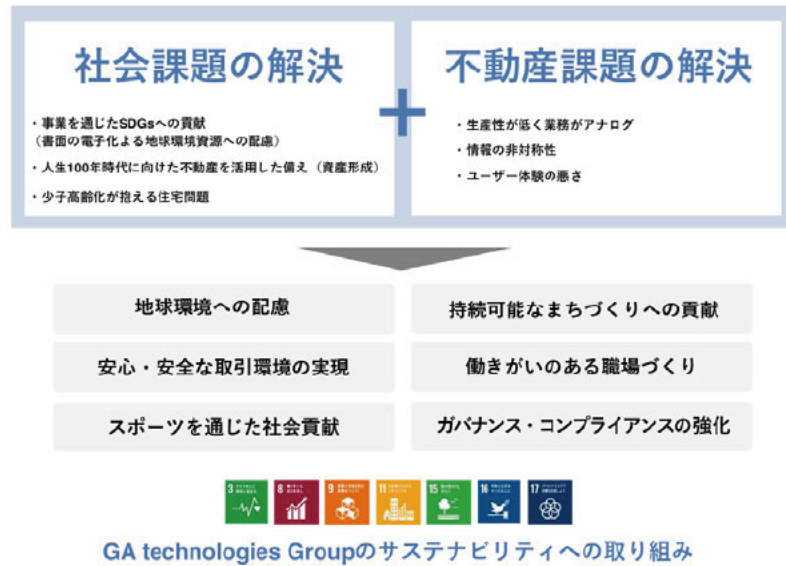 社会課題の解決
・事業を通じたSDGsへの貢献
(書面の電子化よる地球環境資源への配慮)
・人生100年時代に向けた不動産を活用した備え（資産形成）
・少子高齢化が抱える住宅問題
+
不動産課題の解決
・生産性が低く業務がアナログ
・情報の非対称性
・ユーザー体験の悪さ
地球環境への配慮
持続可能なまちづくりへの貢献
安心・安全な取引環境の実現
働きがいのある職場づくり
スポーツを通じた社会貢献
ガバナンス・コンプライアンスの強化
3
8
9
11
15
16
17
GA technologies Groupのサステナビリティへの取り組み